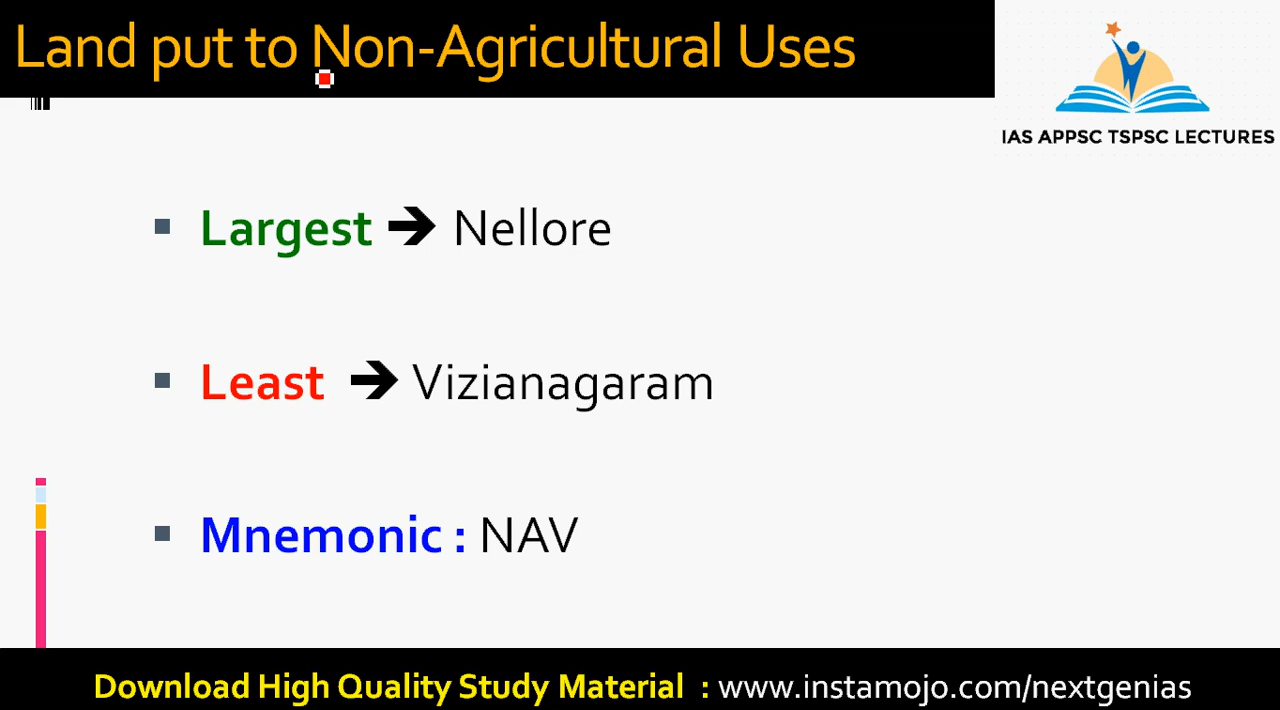 Land put to Non-Agricultural Uses
IAS APPSC TSPSC LECTURES
Largest ➔ Nellore
Least ➔ Vizianagaram
Mnemonic : NAV
Download High Quality Study Material : www.instamojo.com/nextgenias